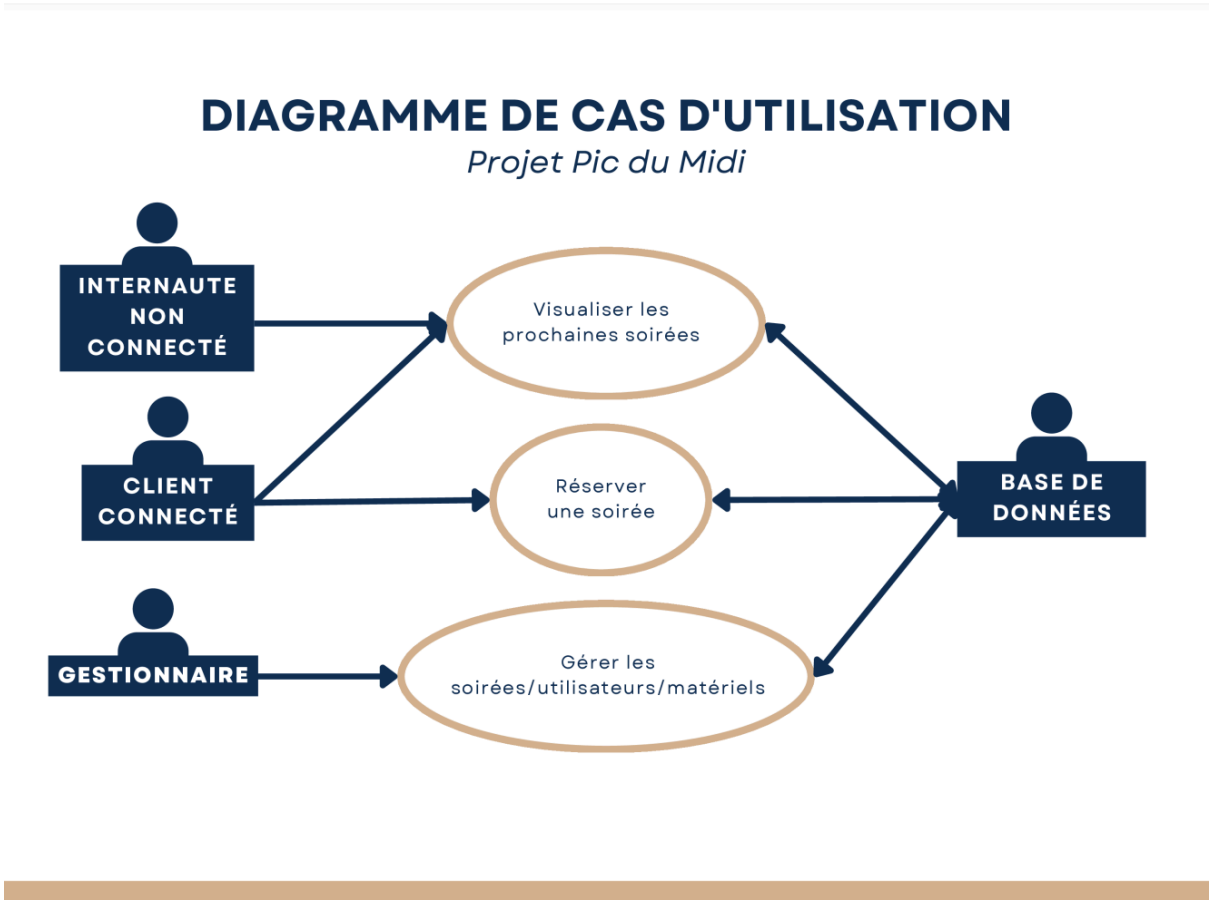 DIAGRAMME DE CAS D'UTILISATION
Projet Pic du Midi
INTERNAUTE
NON
CONNECTÉ
Visualiser les
prochaines soirées
CLIENT
CONNECTÉ
Réserver
une soirée
BASE DE
DONNÉES
GESTIONNAIRE
Gérer les
soirées/utilisateurs/matériels